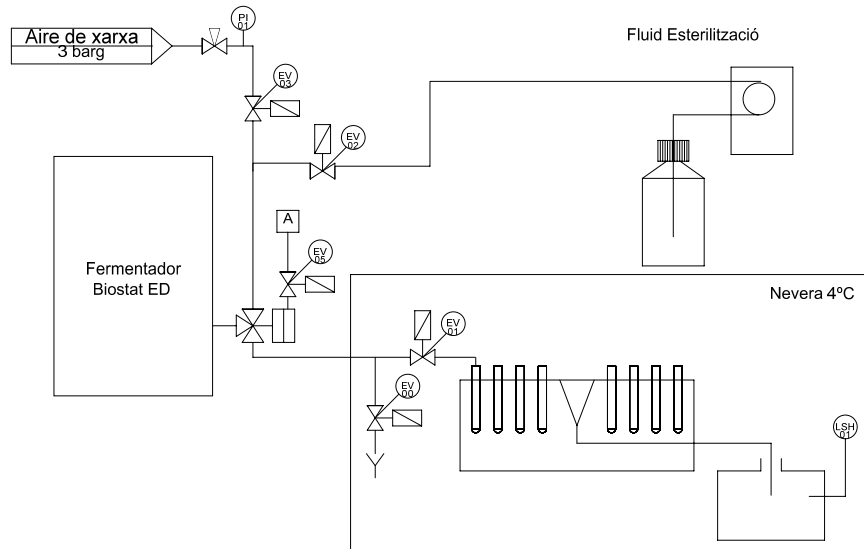 PI
01
Aire de xarxa
3 barg
Fluid Esterilització
EV
03
EV
02
A
EV
05
Fermentador
Biostat ED
Nevera 4ºC
EV
01
EV
00
LSH
01